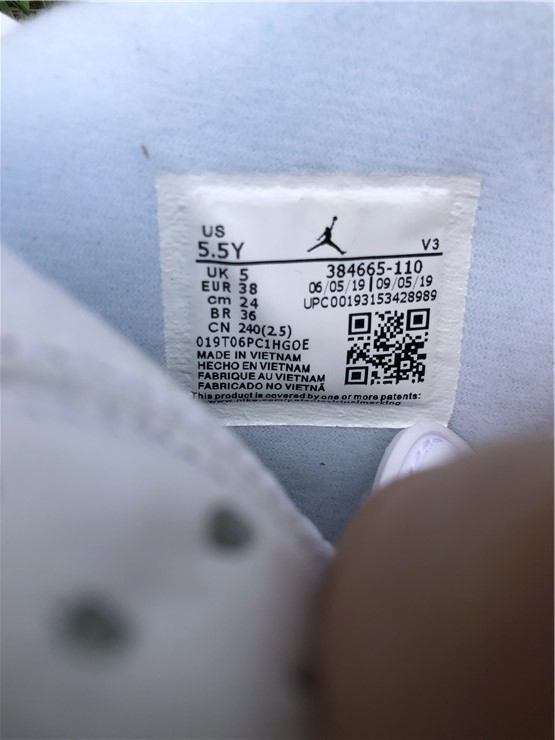 US
5.5Y
V3
UK 5
EUR 38
cm 24
BR 36
CN 240(2.5)
384665-110
06/05/19 | 09/05/19
UPC00193153428989
019T06PC1HGOE
MADE IN VIETNAM
HECHO EN VIETNAM
FABRIQUE AU VIETNAM
FABRICADO NO VIETNÃ
This product is covered by one or more patents: